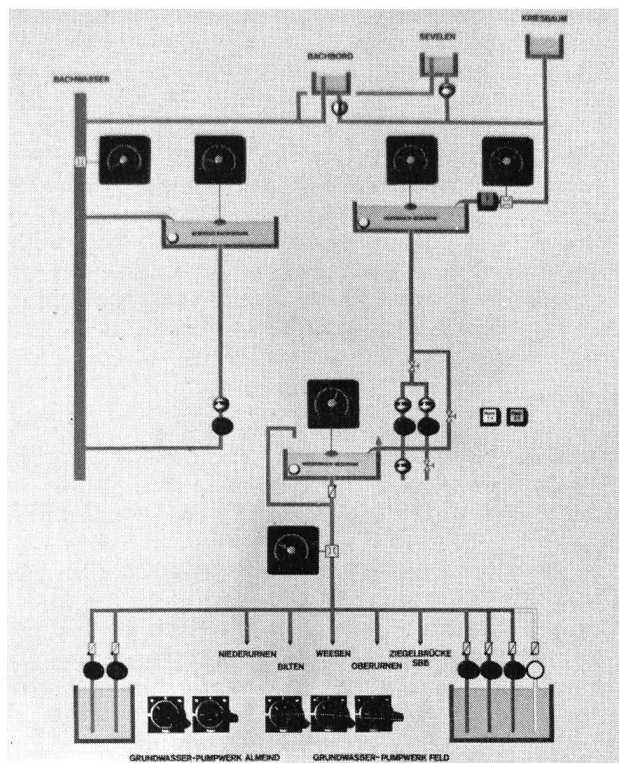 KRIESBAUM
SEVELEN
BACHBORD
BACHWASSER
NIEDERURNEN
BILTEN
WEESEN
OBERURNEN
ZIEGELBRÜCKE
SBB
GRUNDWASSER-PUMPWERK ALMEIND
GRUNDWASSER-PUMPWERK FELD